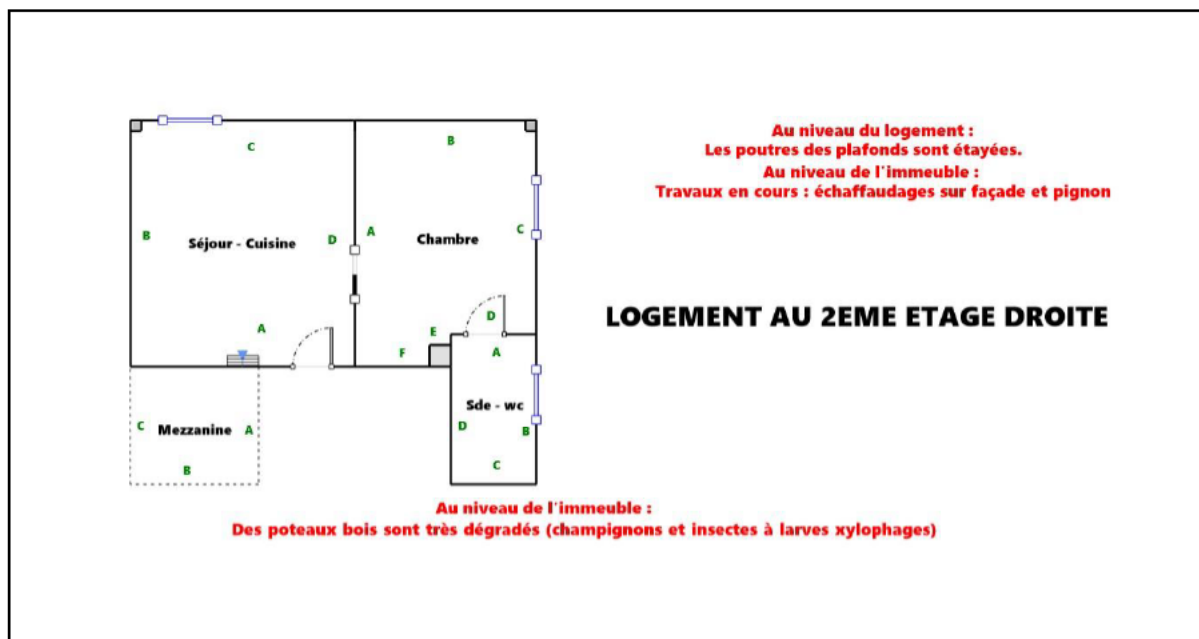 Au niveau du logement :
Les poutres des plafonds sont étayées.
Au niveau de l'immeuble :
Travaux en cours : échaffaudages sur façade et pignon
C
B
B
Séjour - Cuisine
D
A
Chambre
C
LOGEMENT AU 2EME ETAGE DROITE
A
E
D
F
A
Sde - wc
C
Mezzanine
A
D
B
B
C
Au niveau de l'immeuble :
Des poteaux bois sont très dégradés (champignons et insectes à larves xylophages)